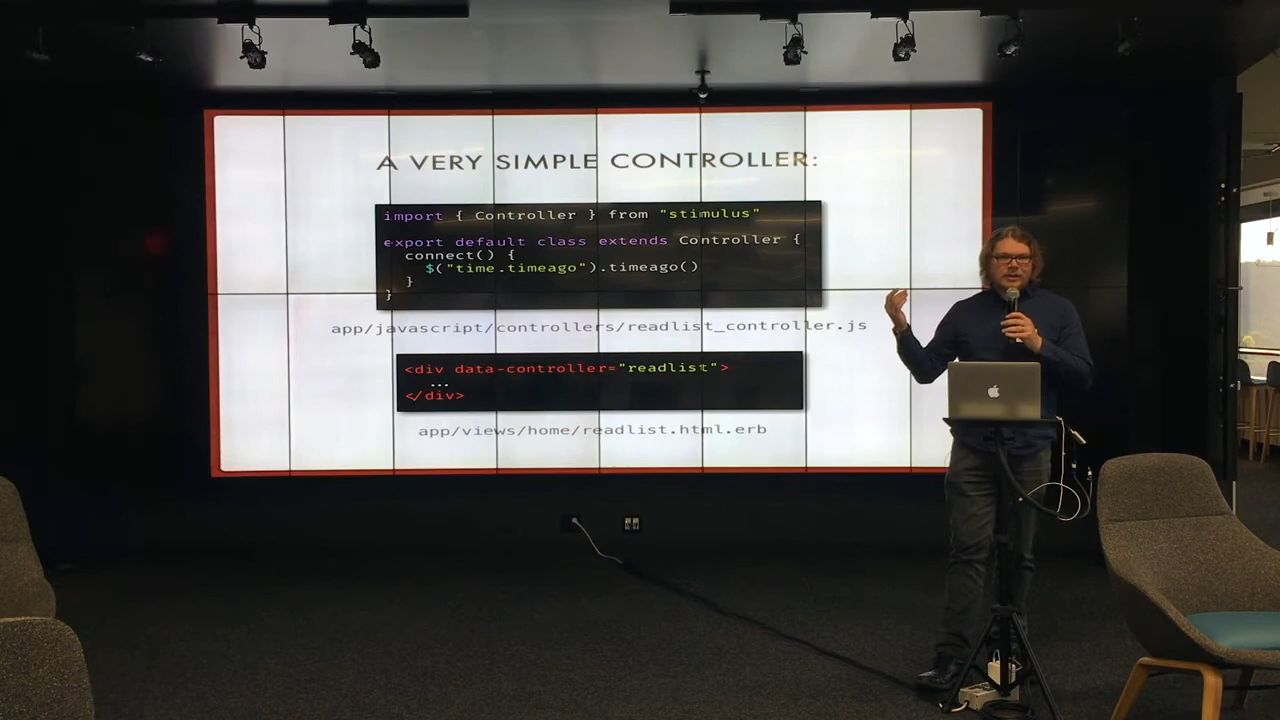 A VERY SIMPLE CONTROLLER:
import { Controller } from "stimulus"
export default class extends Controller {
connect() {
$("time.timeago").timeago()
}
}
app/javascript/controllers/readlist_controller.js
<div data-controller="readlist">
...
</div>
app/views/home/readlist.html.erb